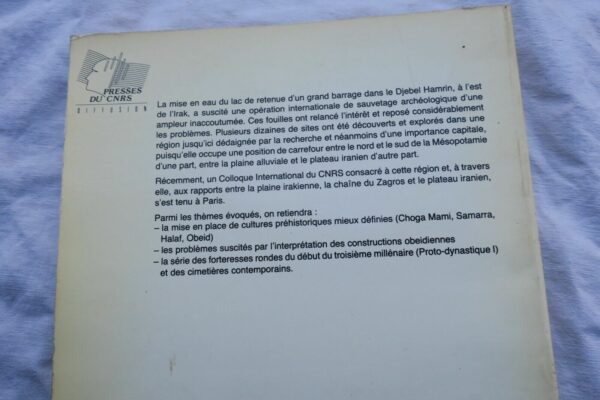 PRESSES
DU CNRS
DIFFUSION
La mise en eau du lac de retenue d'un grand barrage dans le Djebel Hamrin, à l'est
de l'Irak, a suscité une opération internationale de sauvetage archéologique d'une
ampleur inaccoutumée. Ces fouilles ont relancé l'intérêt et reposé considérablement
les problèmes. Plusieurs dizaines de sites ont été découverts et explorés dans une
région jusqu'ici dédaignée par la recherche et néanmoins d'une importance capitale,
puisqu'elle occupe une position de carrefour entre le nord et le sud de la Mésopotamie
d'une part, entre la plaine alluviale et le plateau iranien d'autre part.
Récemment, un Colloque International du CNRS consacré à cette région et, à travers
elle, aux rapports entre la plaine irakienne, la chaîne du Zagros et le plateau iranien,
s'est tenu à Paris.
Parmi les thèmes évoqués, on retiendra :
– la mise en place de cultures préhistoriques mieux définies (Choga Mami, Samarra,
Halaf, Obeid)
– les problèmes suscités par l'interprétation des constructions obeidiennes
– la série des forteresses rondes du début du troisième millénaire (Proto-dynastique I)
et des cimetières contemporains.